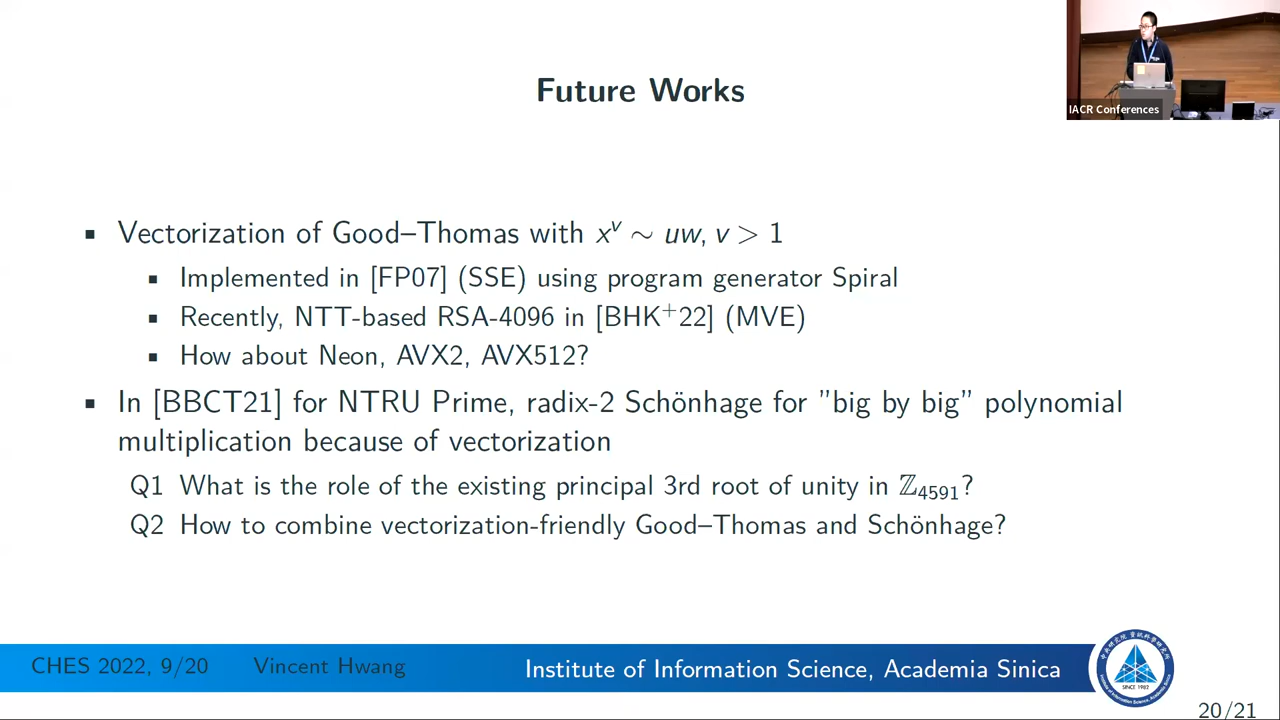 IACR Conferences
Future Works
▪ Vectorization of Good–Thomas with xᵛ ∼ uw, v > 1
▪ Implemented in [FP07] (SSE) using program generator Spiral
▪ Recently, NTT-based RSA-4096 in [BHK⁺22] (MVE)
▪ How about Neon, AVX2, AVX512?
▪ In [BBCT21] for NTRU Prime, radix-2 Schönhage for ”big by big” polynomial
multiplication because of vectorization
Q1 What is the role of the existing principal 3rd root of unity in ℤ₄₅₉₁?
Q2 How to combine vectorization-friendly Good–Thomas and Schönhage?
CHES 2022, 9/20 Vincent Hwang Institute of Information Science, Academia Sinica
SINCE 1982
20/21